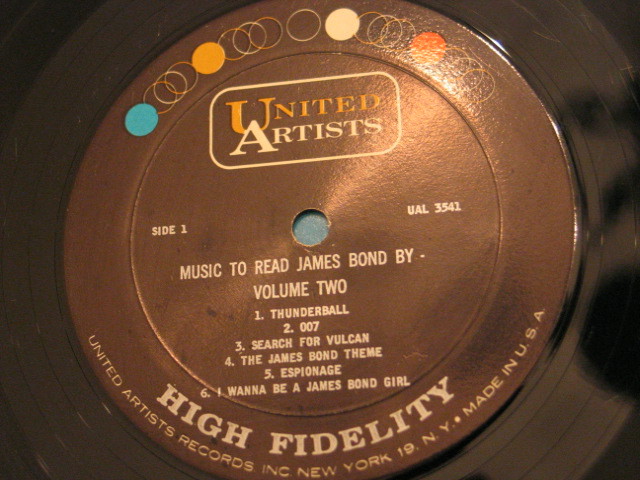 UNITED
ARTISTS
SIDE 1
UAL 3541
MUSIC TO READ JAMES BOND BY -
VOLUME TWO
1. THUNDERBALL
2. 007
3. SEARCH FOR VULCAN
4. THE JAMES BOND THEME
5. ESPIONAGE
6. I WANNA BE A JAMES BOND GIRL
HIGH FIDELITY
UNITED ARTISTS RECORDS, INC. NEW YORK 19, N.Y. • MADE IN U.S.A.